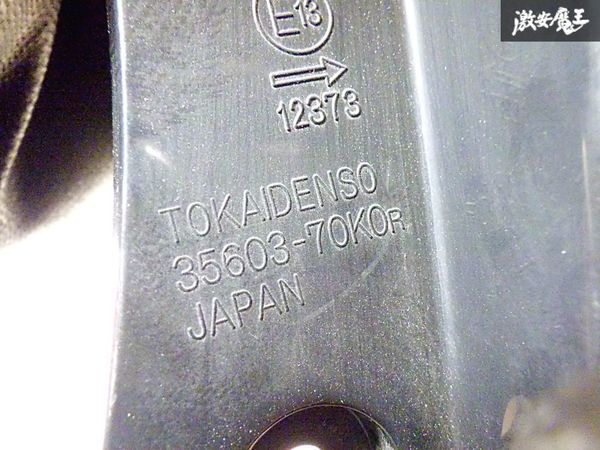 激安魔王
E13
12373
TOKAIDENSO
35603-70K0R
JAPAN